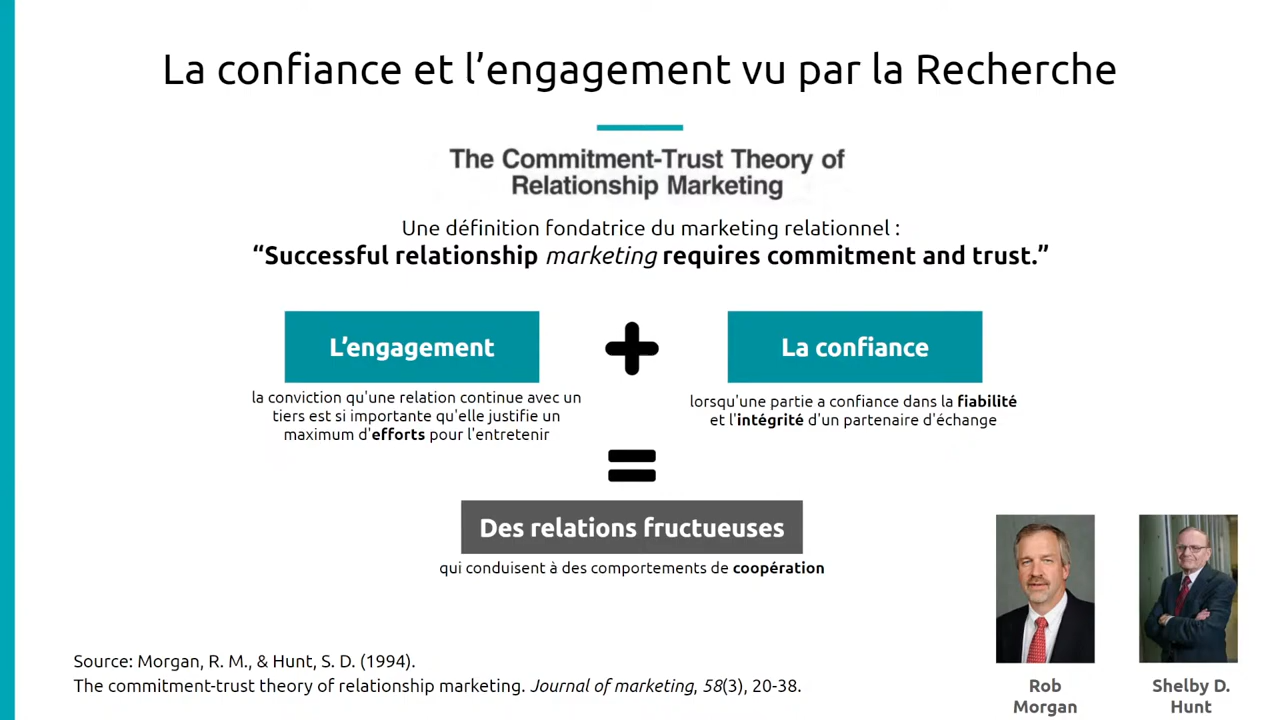 La confiance et l’engagement vu par la Recherche
The Commitment-Trust Theory of
Relationship Marketing
Une définition fondatrice du marketing relationnel :
“Successful relationship marketing requires commitment and trust.”
L’engagement
La confiance
la conviction qu'une relation continue avec un
tiers est si importante qu'elle justifie un
maximum d'efforts pour l'entretenir
lorsqu'une partie a confiance dans la fiabilité
et l'intégrité d'un partenaire d'échange
Des relations fructueuses
qui conduisent à des comportements de coopération
Source: Morgan, R. M., & Hunt, S. D. (1994).
The commitment-trust theory of relationship marketing. Journal of marketing, 58(3), 20-38.
Rob
Morgan
Shelby D.
Hunt